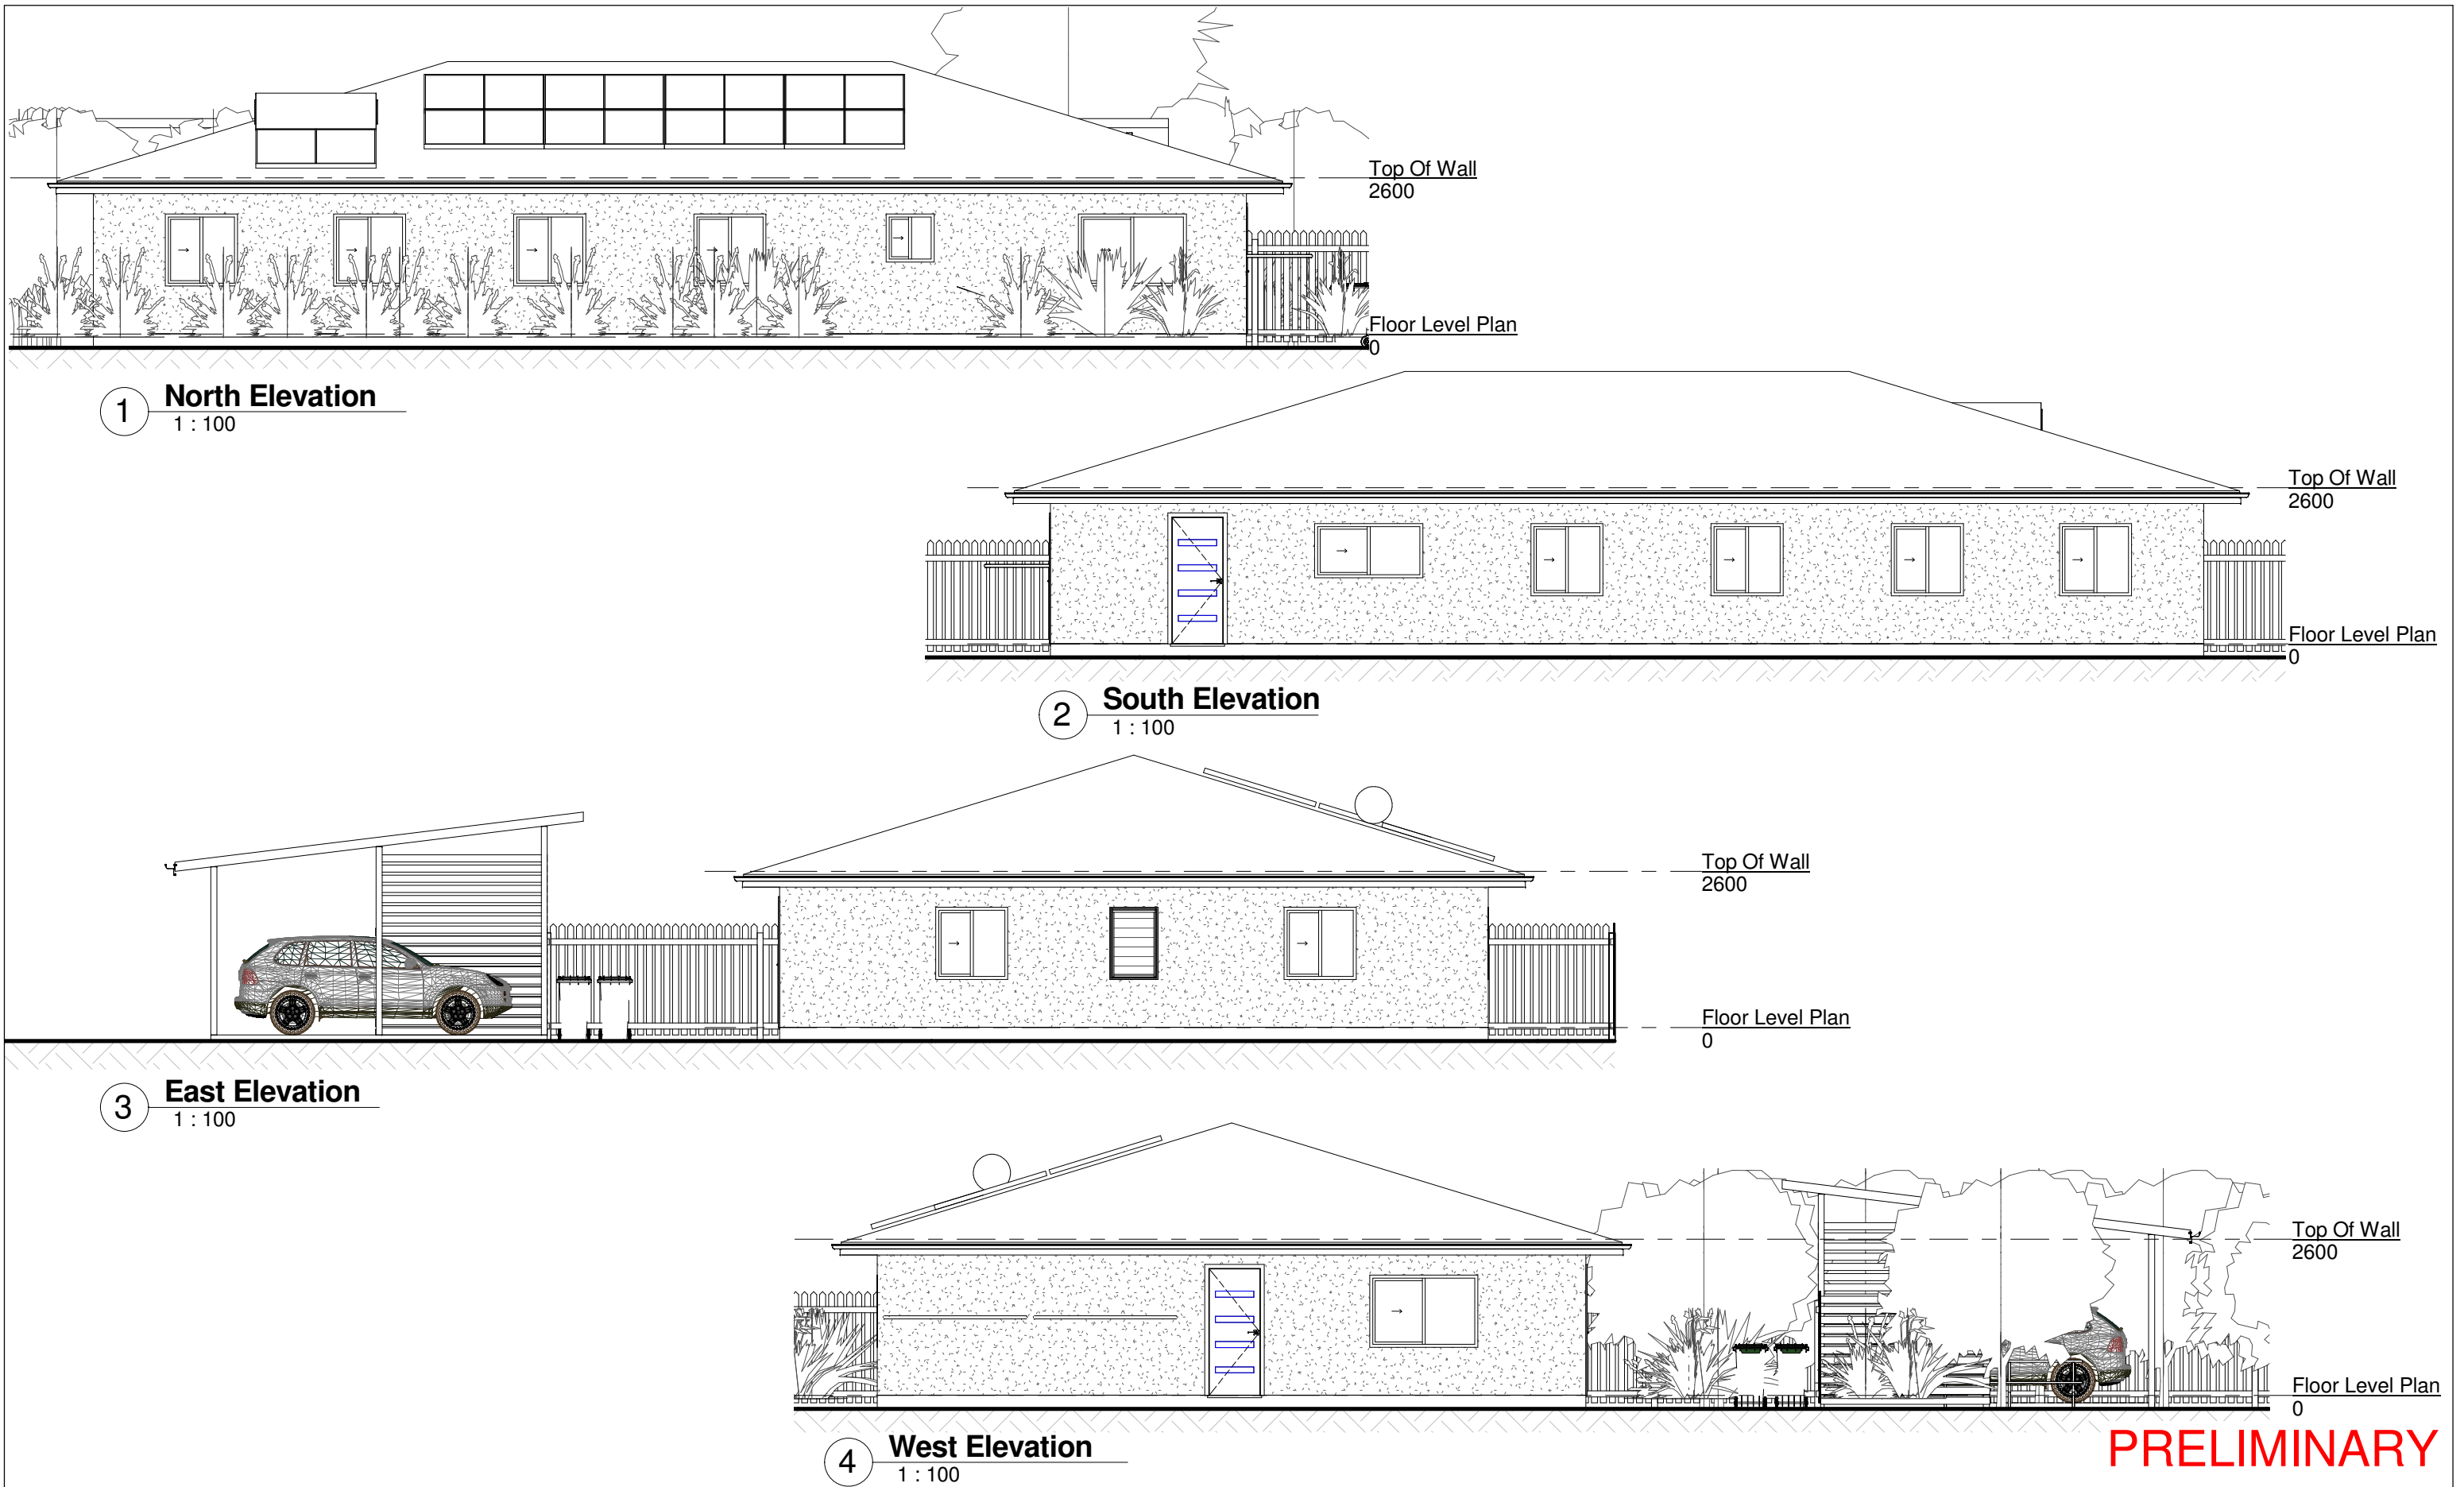 Top Of Wall
2600
Floor Level Plan
0
1
North Elevation
1 : 100
Top Of Wall
2600
Floor Level Plan
0
2
South Elevation
1 : 100
Top Of Wall
2600
Floor Level Plan
0
3
East Elevation
1 : 100
Top Of Wall
2600
Floor Level Plan
0
4
West Elevation
1 : 100
PRELIMINARY